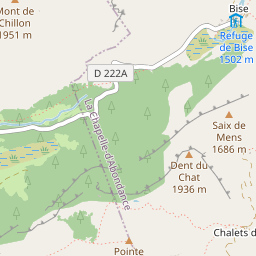 Mont de
Chillon
1951 m
Bise
Refuge
de Bise
1502 m
D 222A
La Chapelle-d'Abondance
Saix de
Mens
1686 m
Dent du
Chat
1936 m
Chalets d
Pointe